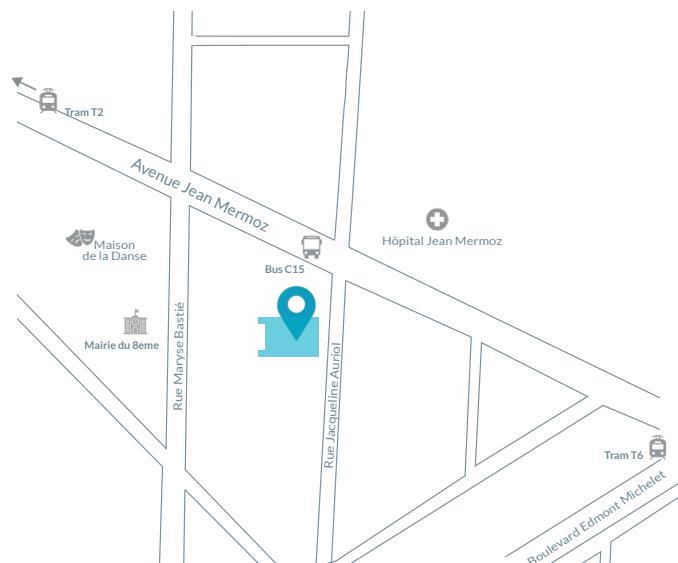 Tram T2
Avenue Jean Mermoz
Maison
de la Danse
Hôpital Jean Mermoz
Bus C15
Mairie du 8eme
Rue Maryse Bastié
Rue Jacqueline Auriol
Tram T6
Boulevard Edmont Michelet